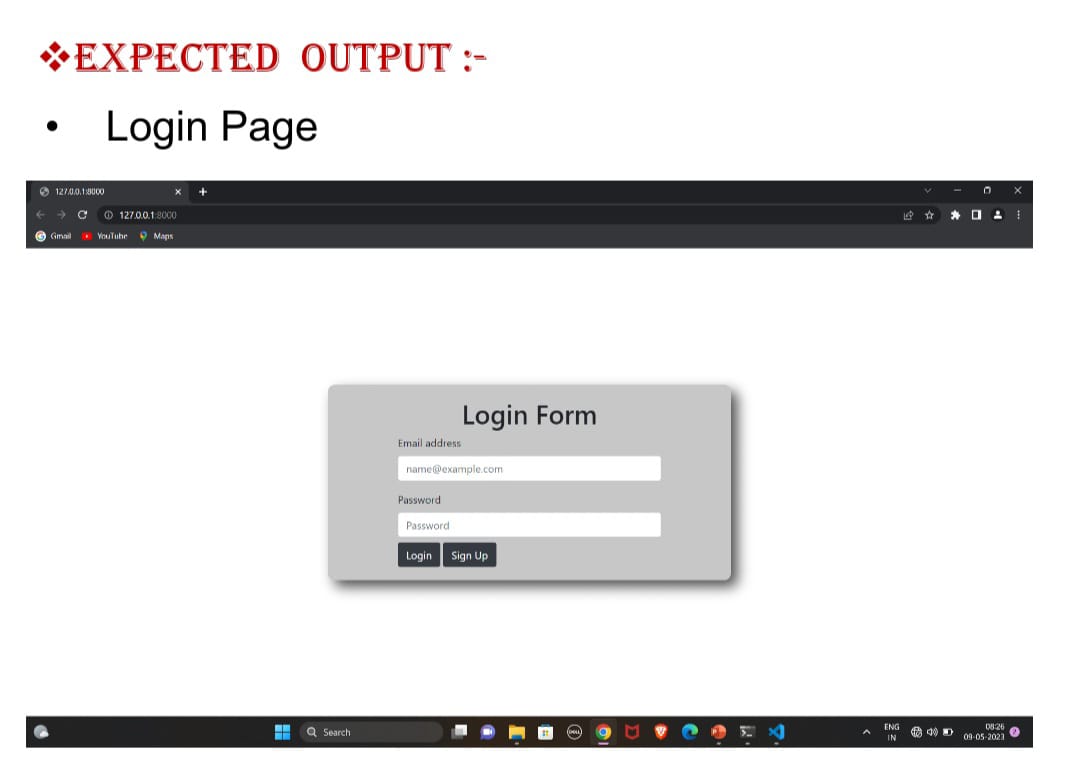 ❖EXPECTED OUTPUT :-
• Login Page
127.0.0.1:8000
127.0.0.1:8000
Gmail YouTube Maps
Login Form
Email address
name@example.com
Password
Password
Login Sign Up
Search
DELL
ENG
IN
08:26
09-05-2023